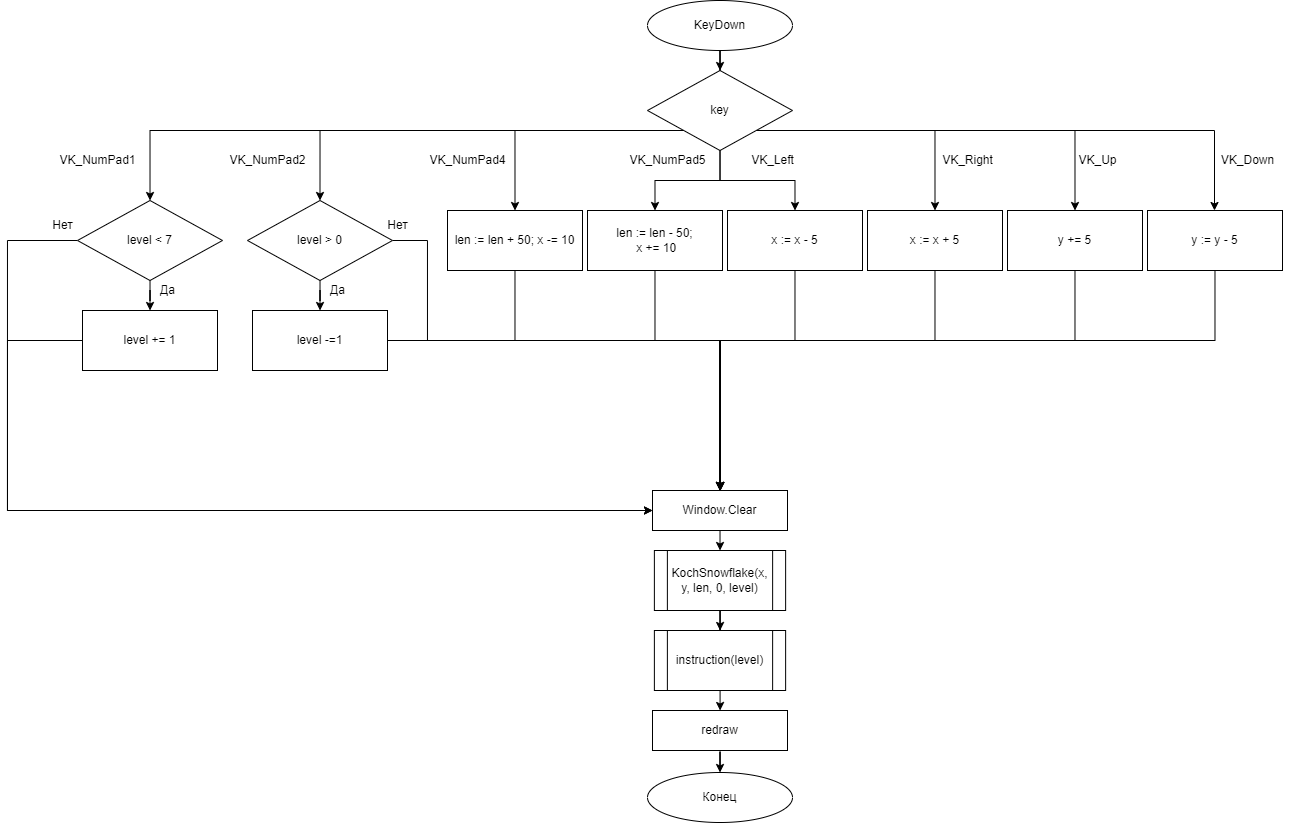 KeyDown
key
VK_NumPad1
VK_NumPad2
VK_NumPad4
VK_NumPad5
VK_Left
VK_Right
VK_Up
VK_Down
Нет
level < 7
Да
level += 1
level > 0
Нет
Да
level -=1
len := len + 50; x -= 10
len := len - 50;
x += 10
x := x - 5
x := x + 5
y += 5
y := y - 5
Window.Clear
KochSnowflake(x,
y, len, 0, level)
instruction(level)
redraw
Конец